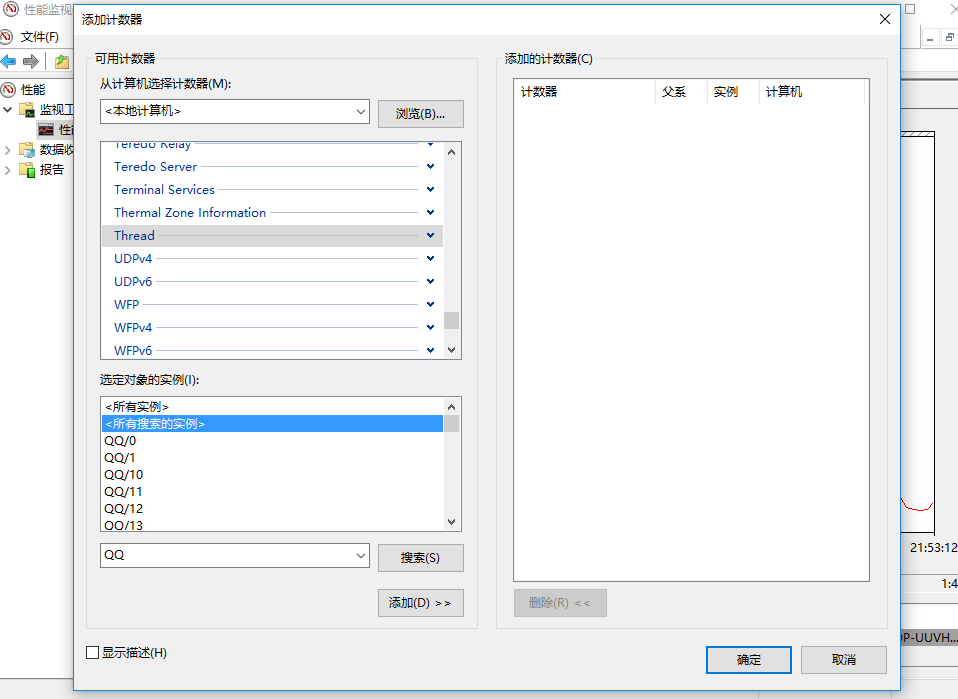 性能监视
添加计数器
文件(F)
性能
监视工
性能
数据收
报告
可用计数器
从计算机选择计数器(M):
<本地计算机>
浏览(B)...
Teredo Relay
Teredo Server
Terminal Services
Thermal Zone Information
Thread
UDPv4
UDPv6
WFP
WFPv4
WFPv6
选定对象的实例(I):
<所有实例>
<所有搜索的实例>
QQ/0
QQ/1
QQ/10
QQ/11
QQ/12
QQ/13
QQ
搜索(S)
添加(D) >>
显示描述(H)
添加的计数器(C)
计数器 父系 实例 计算机
删除(R) <<
确定
取消
21:53:12
1:4
OP-UUVH...